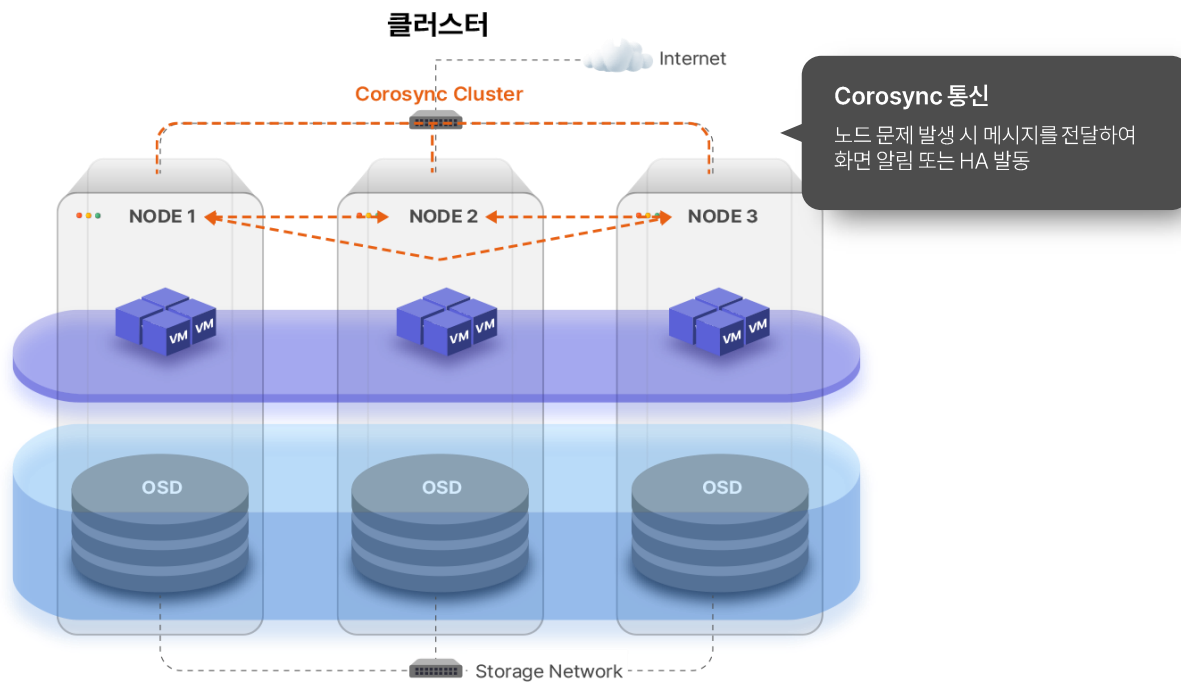 클러스터
Internet
Corosync Cluster
Corosync 통신
노드 문제 발생 시 메시지를 전달하여
화면 알림 또는 HA 발동
NODE 1
NODE 2
NODE 3
VM
VM
VM
VM
VM
VM
OSD
OSD
OSD
Storage Network